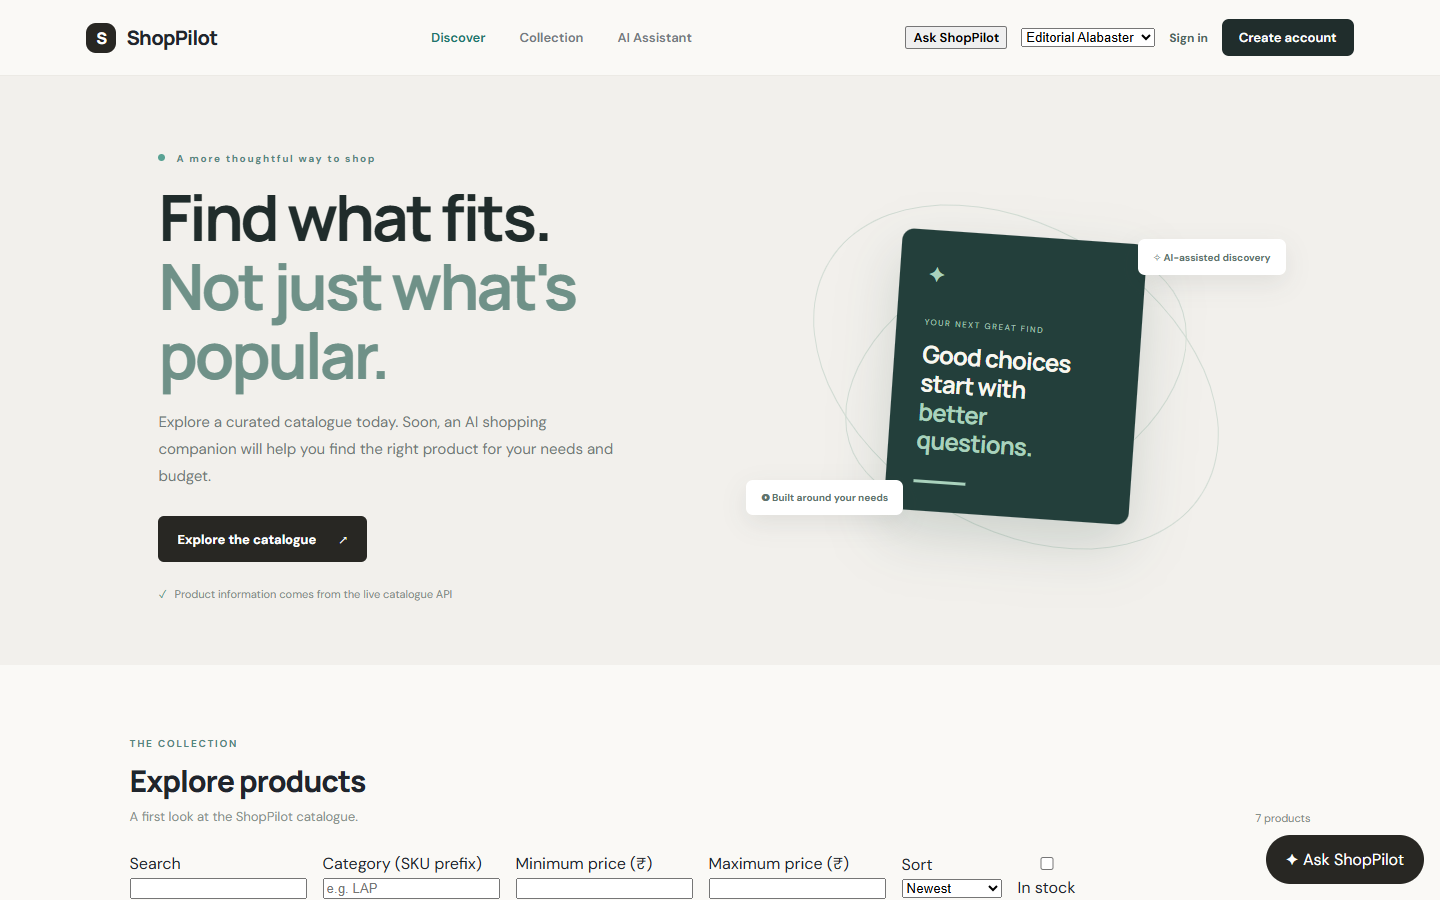 S ShopPilot
Discover Collection AI Assistant
Ask ShopPilot Editorial Alabaster Sign in Create account
A more thoughtful way to shop
Find what fits.
Not just what's
popular.
Explore a curated catalogue today. Soon, an AI shopping
companion will help you find the right product for your needs and
budget.
Explore the catalogue ↗
✓ Product information comes from the live catalogue API
✧ AI-assisted discovery
✦
YOUR NEXT GREAT FIND
Good choices
start with
better
questions.
Built around your needs
THE COLLECTION
Explore products
A first look at the ShopPilot catalogue.
7 products
Search Category (SKU prefix) Minimum price (₹) Maximum price (₹) Sort
e.g. LAP Newest In stock
✦ Ask ShopPilot